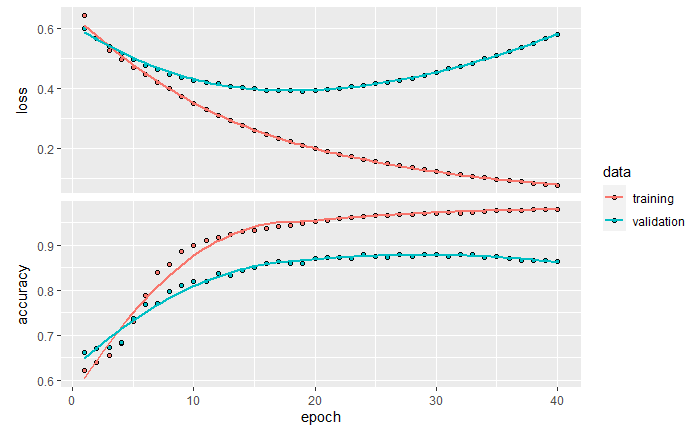 0.6
0.4
0.2
loss
0.9
0.8
0.7
0.6
accuracy
0 10 20 30 40
epoch
data
training
validation